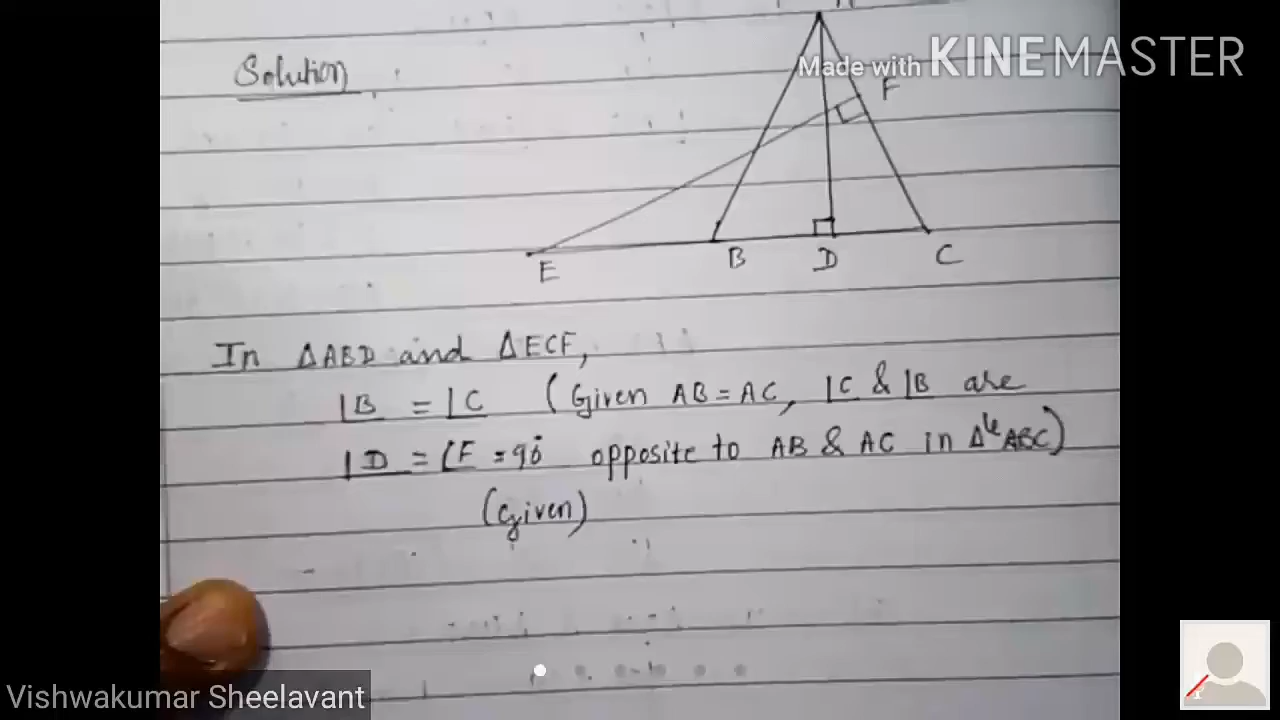 Made with KINEMASTER
Solution
F
E
B
D
C
In ΔABD and ΔECF,
∠B = ∠C (Given AB = AC, ∠C & ∠B are
∠D = ∠F = 90° opposite to AB & AC in Δle ABC)
(Given)
Vishwakumar Sheelavant